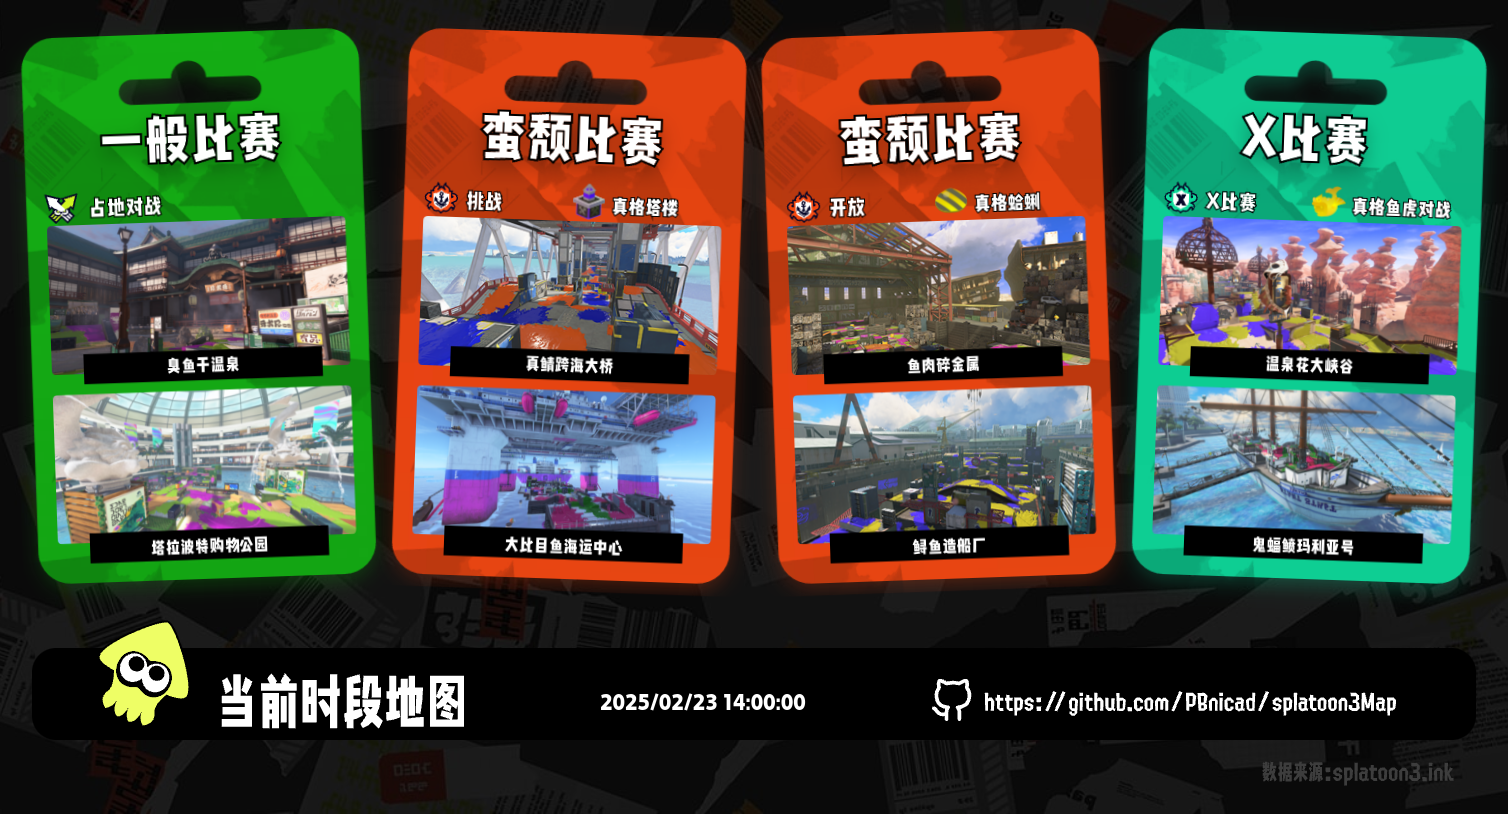 一般比赛
占地对战
臭鱼干温泉
塔拉波特购物公园
蛮颓比赛
挑战
真格塔楼
真鲭跨海大桥
大比目鱼海运中心
蛮颓比赛
开放
真格蛤蜊
鱼肉碎金属
鲟鱼造船厂
X比赛
X比赛
真格鱼虎对战
温泉花大峡谷
鬼蝠鲼玛利亚号
当前时段地图
2025/02/23 14:00:00
https://github.com/PBnicad/splatoon3Map
数据来源:splatoon3.ink